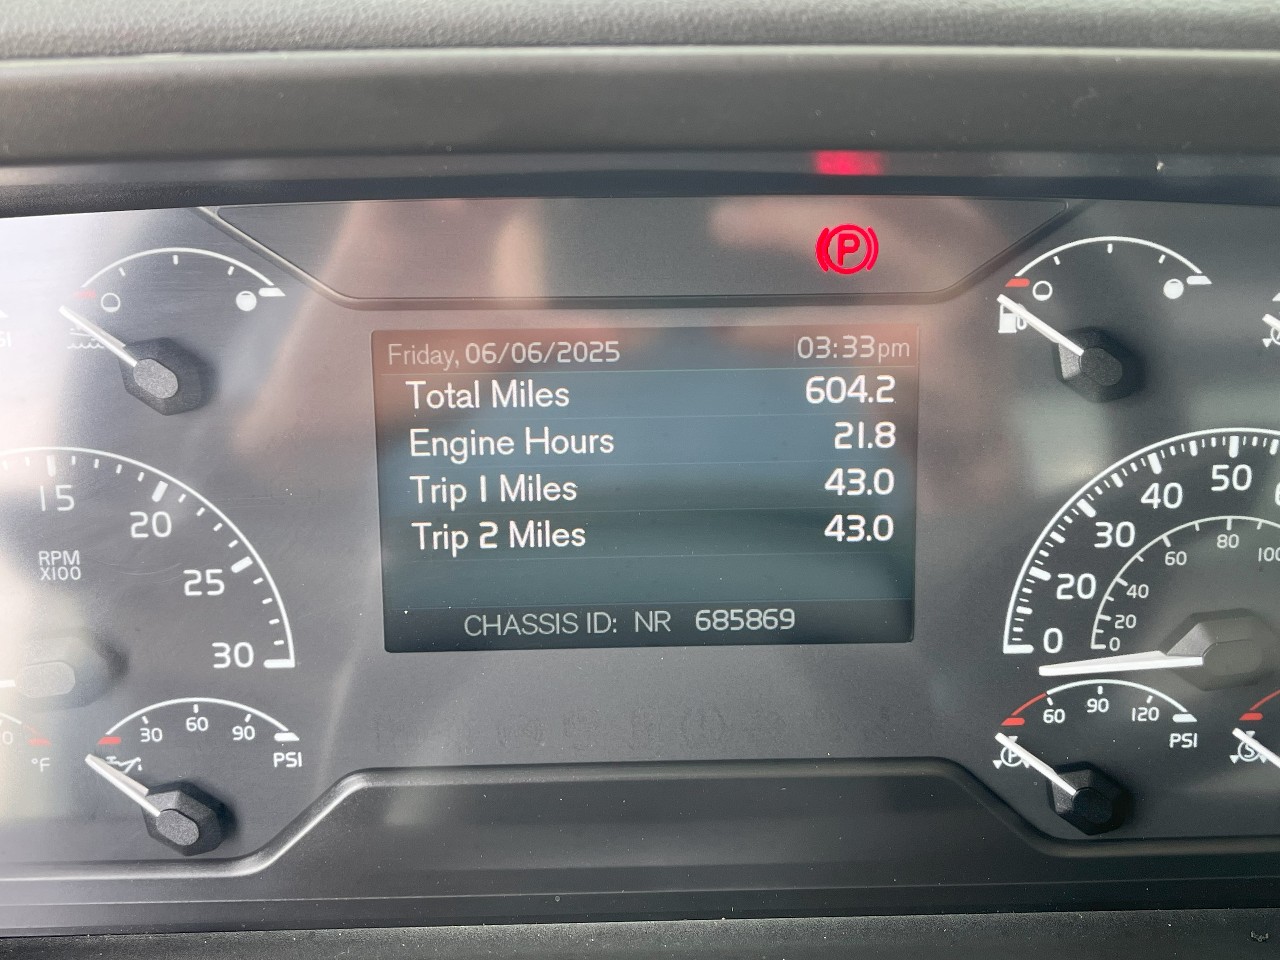 Friday, 06/06/2025 03:33pm
Total Miles 604.2
Engine Hours 21.8
Trip 1 Miles 43.0
Trip 2 Miles 43.0
CHASSIS ID: NR 685869
P
15
20
25
30
RPM
X100
30 60 90
PSI
°F
0
20
30
40
50
0
20
40
60
80
100
60 90 120
PSI
P
S